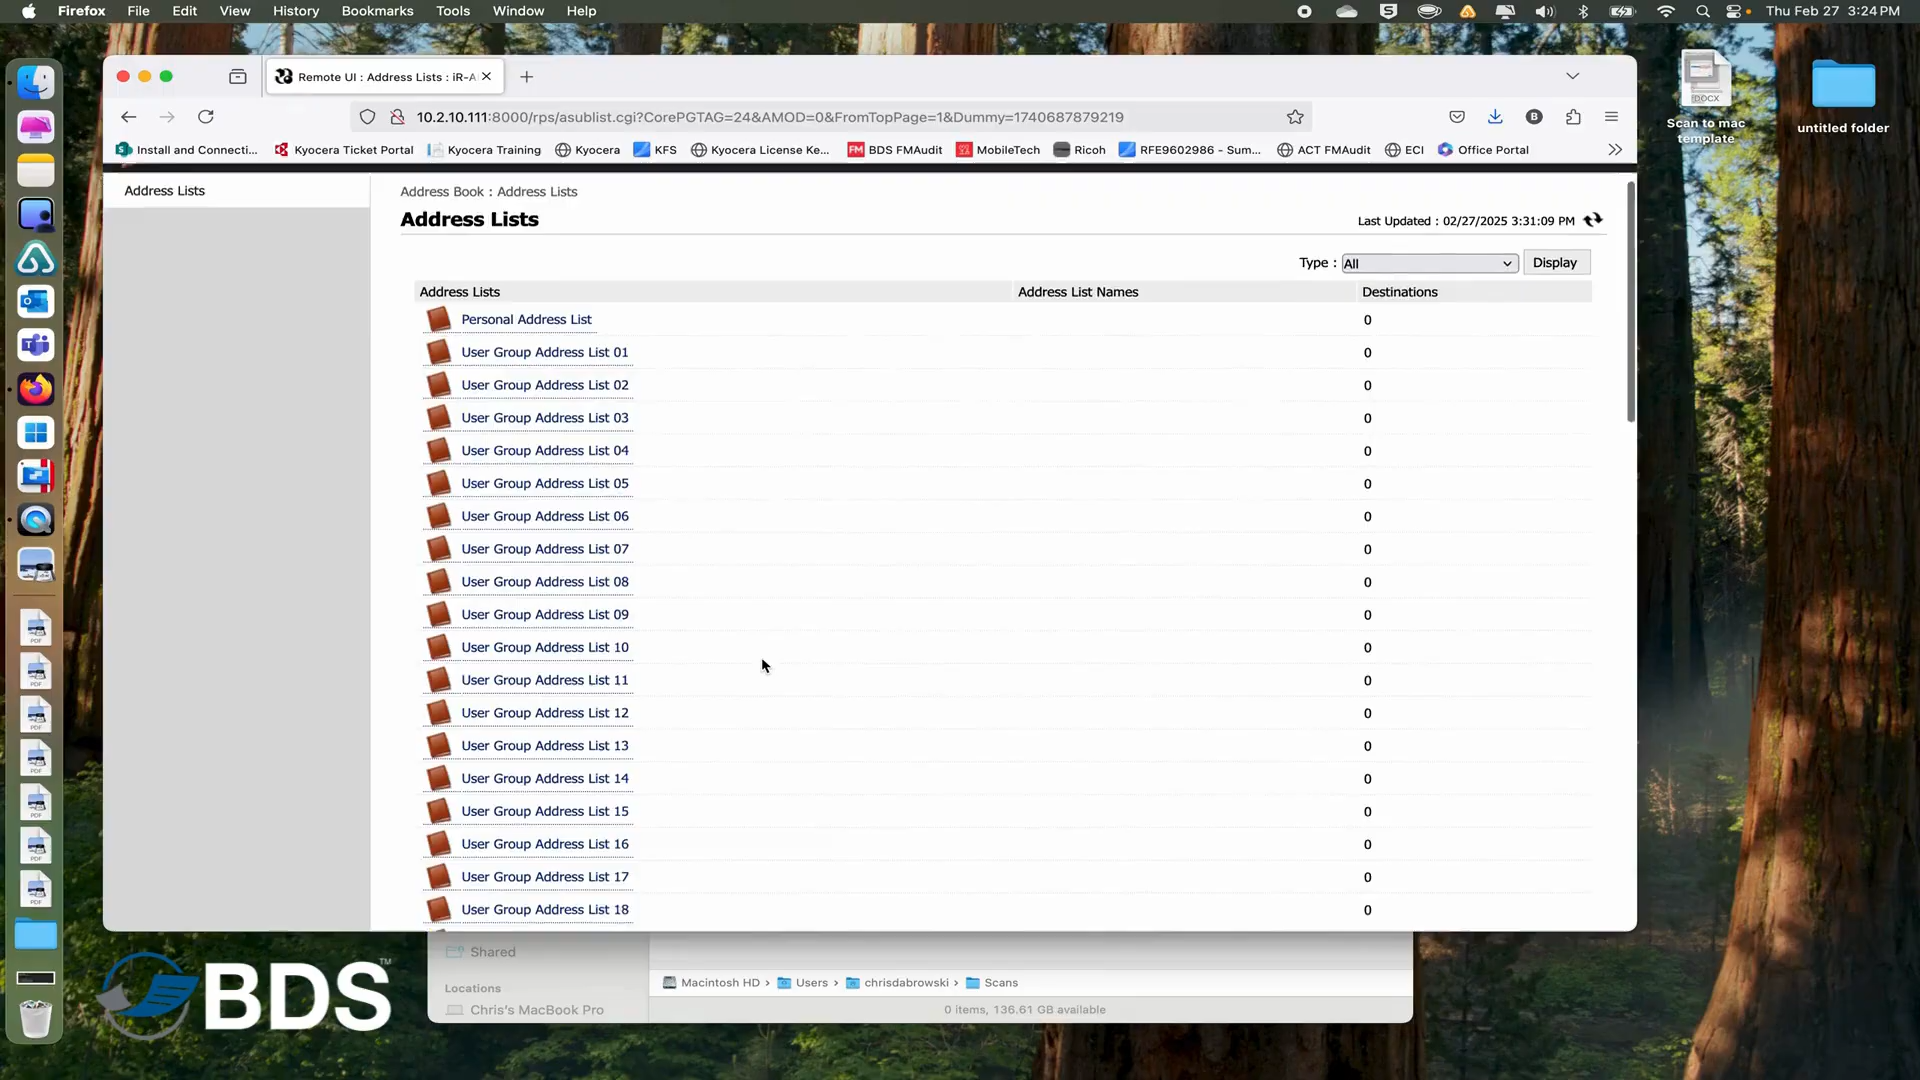 Firefox File Edit View History Bookmarks Tools Window Help Thu Feb 27 3:24 PM
Remote UI : Address Lists : iR-A
10.2.10.111:8000/rps/asublist.cgi?CorePGTAG=24&AMOD=0&FromTopPage=1&Dummy=1740687879219
Install and Connecti... Kyocera Ticket Portal Kyocera Training Kyocera KFS Kyocera License Ke... BDS FMAudit MobileTech Ricoh RFE9602986 - Sum... ACT FMAudit ECI Office Portal
Scan to mac
template
untitled folder
Address Lists
Address Book : Address Lists
Address Lists
Last Updated : 02/27/2025 3:31:09 PM
Type : All Display
Address Lists Address List Names Destinations
Personal Address List 0
User Group Address List 01 0
User Group Address List 02 0
User Group Address List 03 0
User Group Address List 04 0
User Group Address List 05 0
User Group Address List 06 0
User Group Address List 07 0
User Group Address List 08 0
User Group Address List 09 0
User Group Address List 10 0
User Group Address List 11 0
User Group Address List 12 0
User Group Address List 13 0
User Group Address List 14 0
User Group Address List 15 0
User Group Address List 16 0
User Group Address List 17 0
User Group Address List 18 0
Shared
Locations
Chris's MacBook Pro
Macintosh HD › Users › chrisdabrowski › Scans
0 items, 136.61 GB available
BDS™